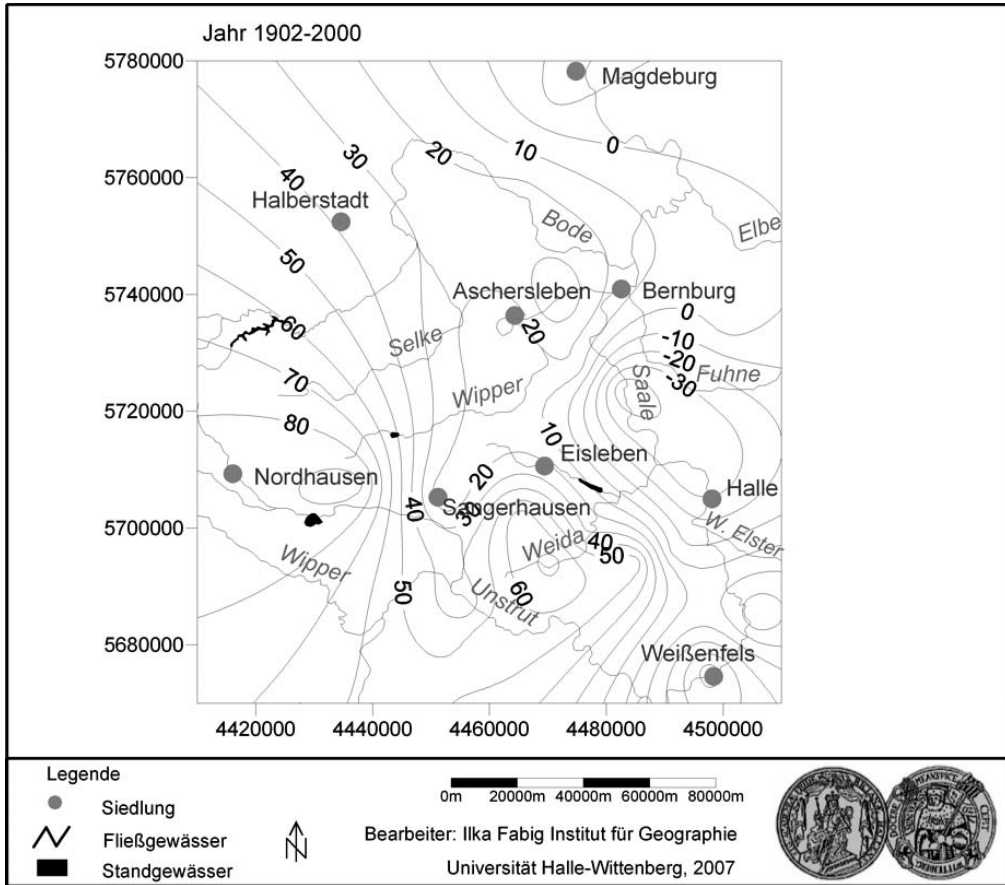 Jahr 1902-2000
5780000
5760000
5740000
5720000
5700000
5680000
4420000 4440000 4460000 4480000 4500000
Magdeburg
30 20 10 0
40
Halberstadt
Bode
Elbe
50
Aschersleben
Bernburg
60
20
0
-10
-20
-30
Selke
Fuhne
70
Wipper
Saale
80
10
Eisleben
Nordhausen
20
Halle
40
Sangerhausen
30
W. Elster
Weida
40
50
Wipper
50
60
Unstrut
Weißenfels
Legende
Siedlung
Fließgewässer
Standgewässer
N
0m 20000m 40000m 60000m 80000m
Bearbeiter: Ilka Fabig Institut für Geographie
Universität Halle-Wittenberg, 2007